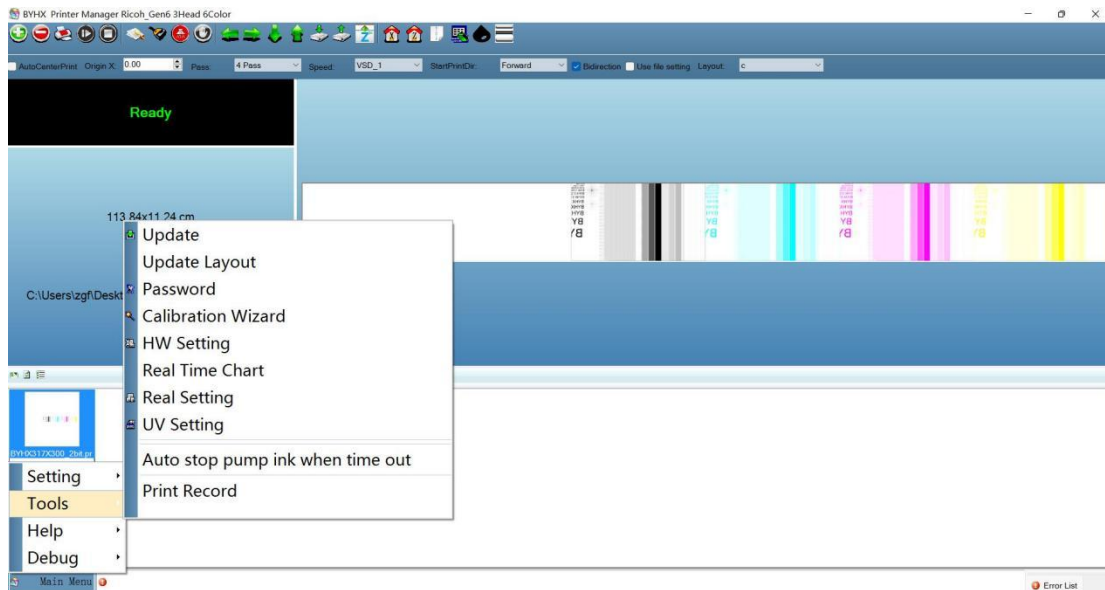 BYHX Printer Manager Ricoh_Gen6 3Head 6Color
AutoCenterPrint Origin X: 0.00 Pass: 4 Pass Speed: VSD_1 StartPrintDir: Forward Bidirection Use file setting Layout: c
Ready
113.84x11.24 cm
C:\Users\zgf\Deskt
Update
Update Layout
Password
Calibration Wizard
HW Setting
Real Time Chart
Real Setting
UV Setting
Auto stop pump ink when time out
Print Record
BYHX317X300_2bit.pr
Setting
Tools
Help
Debug
Main Menu
Error List